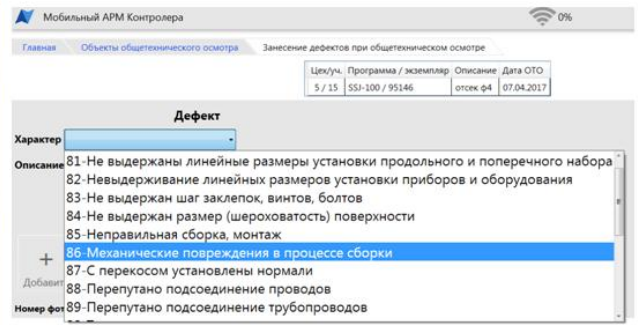 Мобильный АРМ Контролера
0%
Главная Объекты общетехнического осмотра Занесение дефектов при общетехническом осмотре
Цех/уч. Программа / экземпляр Описание Дата ОТО
5 / 15 SSJ-100 / 95146 отсек ф4 07.04.2017
Дефект
Характер
Описание
81-Не выдержаны линейные размеры установки продольного и поперечного набора
82-Невыдерживание линейных размеров установки приборов и оборудования
83-Не выдержан шаг заклепок, винтов, болтов
84-Не выдержан размер (шероховатость) поверхности
85-Неправильная сборка, монтаж
86-Механические повреждения в процессе сборки
87-С перекосом установлены нормали
88-Перепутано подсоединение проводов
89-Перепутано подсоединение трубопроводов
+
Добавит
Номер фот